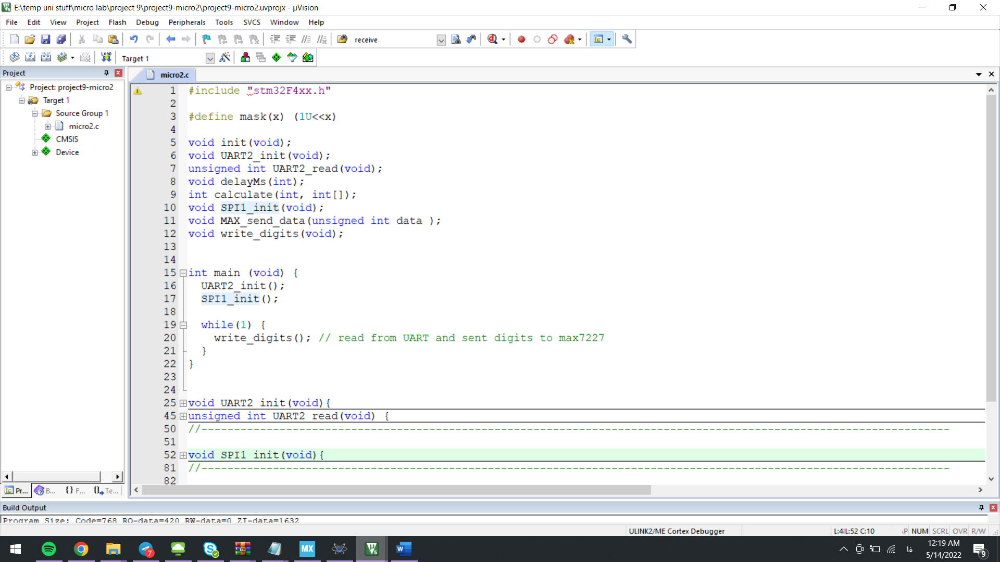 E:\temp uni stuff\micro lab\project 9\project9-micro2\project9-micro2.uvprojx - µVision
File Edit View Project Flash Debug Peripherals Tools SVCS Window Help
receive
LOAD Target 1
Project
micro2.c
Project: project9-micro2
Target 1
Source Group 1
micro2.c
CMSIS
Device
1 #include "stm32F4xx.h"
2
3 #define mask(x) (1U<<x)
4
5 void init(void);
6 void UART2_init(void);
7 unsigned int UART2_read(void);
8 void delayMs(int);
9 int calculate(int, int[]);
10 void SPI1_init(void);
11 void MAX_send_data(unsigned int data );
12 void write_digits(void);
13
14
15 int main (void) {
16 UART2_init();
17 SPI1_init();
18
19 while(1) {
20 write_digits(); // read from UART and sent digits to max7227
21 }
22 }
23
24
25 void UART2_init(void){
45 unsigned int UART2_read(void) {
50 //--------------------------------------------------------------------------------------------------------------------
51
52 void SPI1_init(void){
81 //--------------------------------------------------------------------------------------------------------------------
82
Pr... B... {} F... Te...
Build Output
Program Size: Code=768 RO-data=420 RW-data=0 ZI-data=1632
ULINK2/ME Cortex Debugger
L:52 C:10
NUM SCRL OVR R/W
7
MX
W
فا
12:19 AM
5/14/2022
9